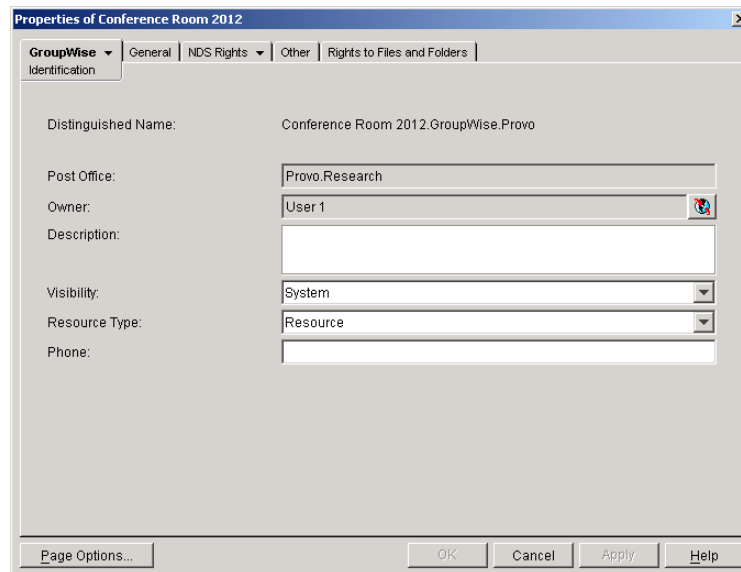 Properties of Conference Room 2012
GroupWise General NDS Rights Other Rights to Files and Folders
Identification
Distinguished Name: Conference Room 2012.GroupWise.Provo
Post Office: Provo.Research
Owner: User 1
Description:
Visibility: System
Resource Type: Resource
Phone:
Page Options... OK Cancel Apply Help